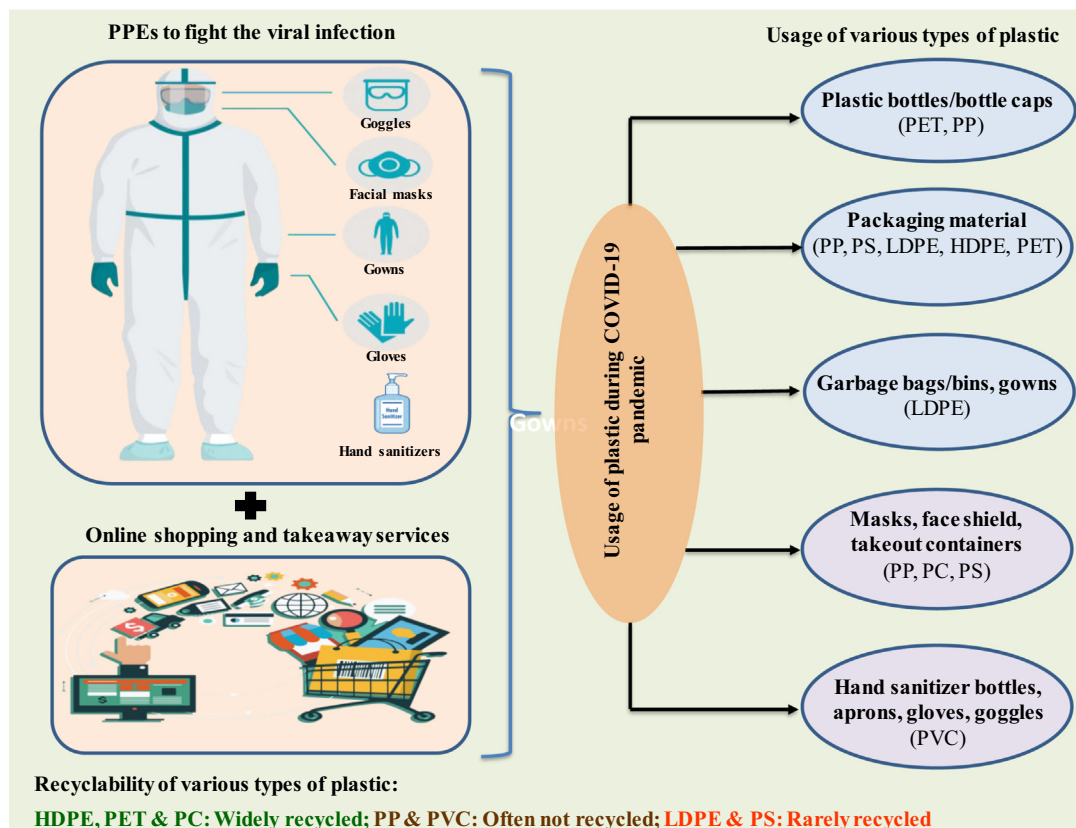 PPEs to fight the viral infection
Goggles
Facial masks
Gowns
Gloves
Hand
Sanitizer
Hand sanitizers
Online shopping and takeaway services
$
$
Gowns
Usage of plastic during COVID-19
pandemic
Usage of various types of plastic
Plastic bottles/bottle caps
(PET, PP)
Packaging material
(PP, PS, LDPE, HDPE, PET)
Garbage bags/bins, gowns
(LDPE)
Masks, face shield,
takeout containers
(PP, PC, PS)
Hand sanitizer bottles,
aprons, gloves, goggles
(PVC)
Recyclability of various types of plastic:
HDPE, PET & PC: Widely recycled; PP & PVC: Often not recycled; LDPE & PS: Rarely recycled